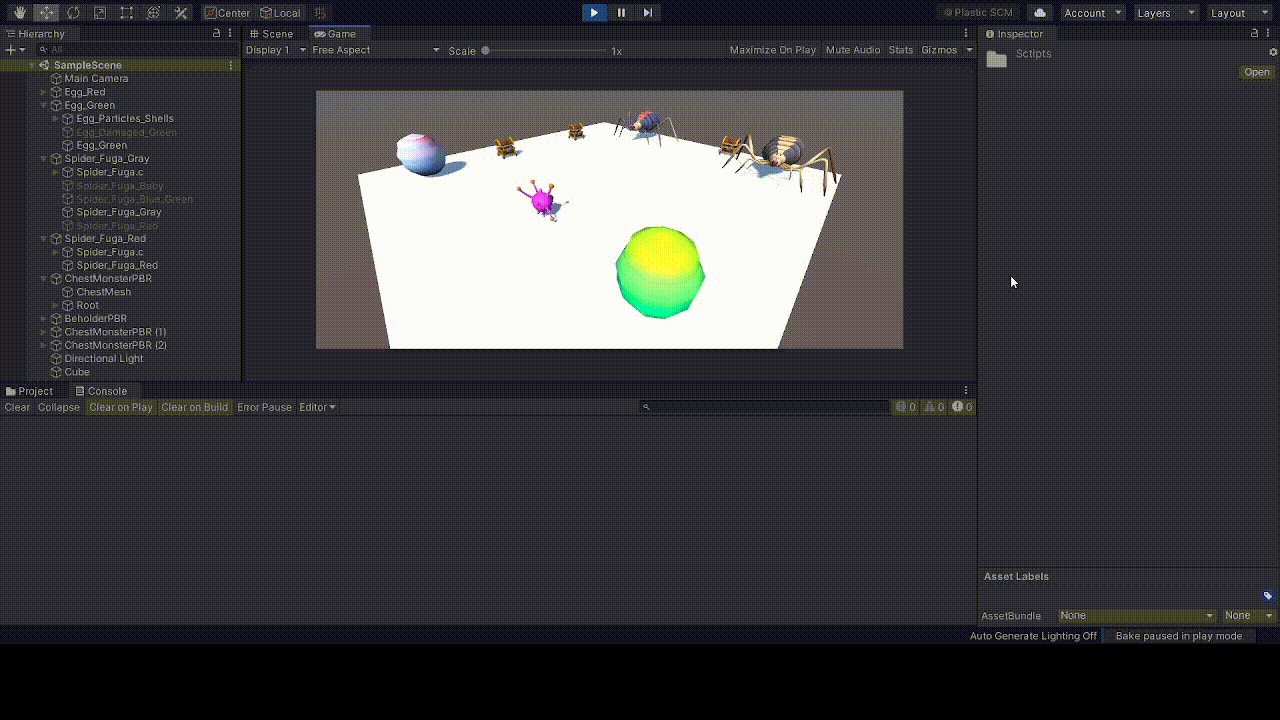 Center Local Plastic SCM Account Layers Layout
Hierarchy Scene Game Inspector
All Display 1 Free Aspect Scale 1x Maximize On Play Mute Audio Stats Gizmos
Sctipts
Open
SampleScene
Main Camera
Egg_Red
Egg_Green
Egg_Particles_Shells
Egg_Damaged_Green
Egg_Green
Spider_Fuga_Gray
Spider_Fuga.c
Spider_Fuga_Baby
Spider_Fuga_Blue_Green
Spider_Fuga_Gray
Spider_Fuga_Rad
Spider_Fuga_Red
Spider_Fuga.c
Spider_Fuga_Red
ChestMonsterPBR
ChestMesh
Root
BeholderPBR
ChestMonsterPBR (1)
ChestMonsterPBR (2)
Directional Light
Cube
Project Console
Clear Collapse Clear on Play Clear on Build Error Pause Editor 0 0 0
Asset Labels
AssetBundle None None
Auto Generate Lighting Off Bake paused in play mode